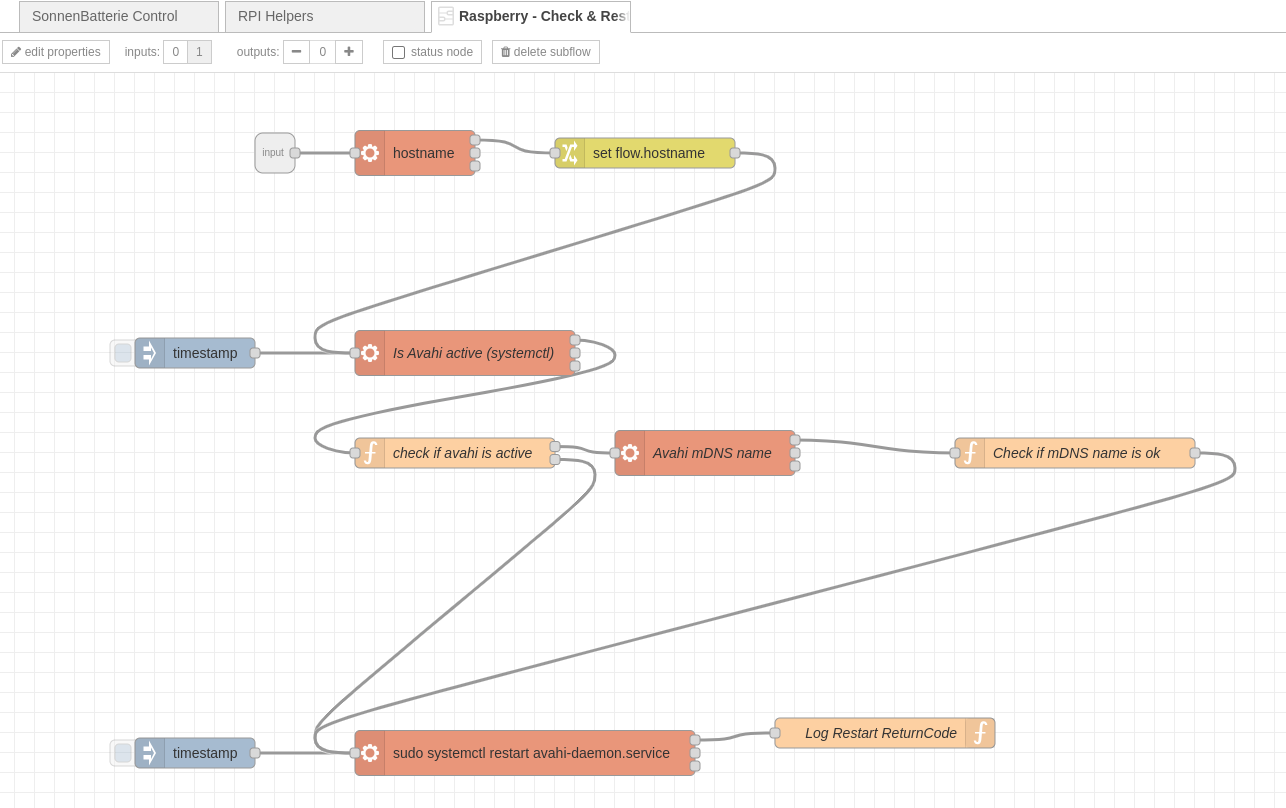 SonnenBatterie Control
RPI Helpers
Raspberry - Check & Res
edit properties
inputs:
0
1
outputs:
0
status node
delete subflow
input
hostname
set flow.hostname
timestamp
Is Avahi active (systemctl)
check if avahi is active
Avahi mDNS name
Check if mDNS name is ok
timestamp
sudo systemctl restart avahi-daemon.service
Log Restart ReturnCode